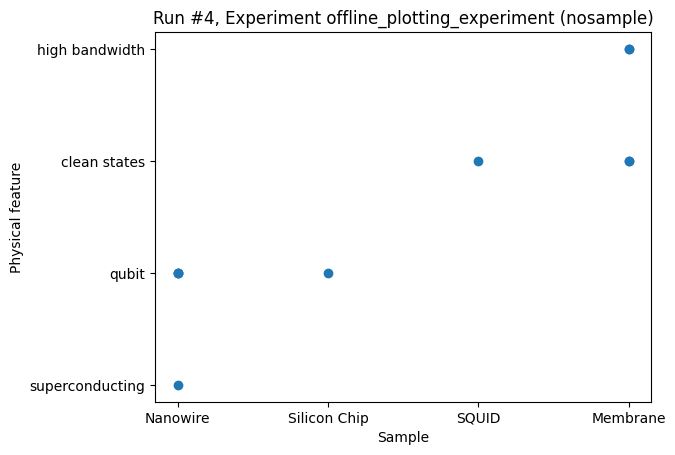 Run #4, Experiment offline_plotting_experiment (nosample)
high bandwidth
clean states
qubit
superconducting
Physical feature
Nanowire
Silicon Chip
SQUID
Membrane
Sample